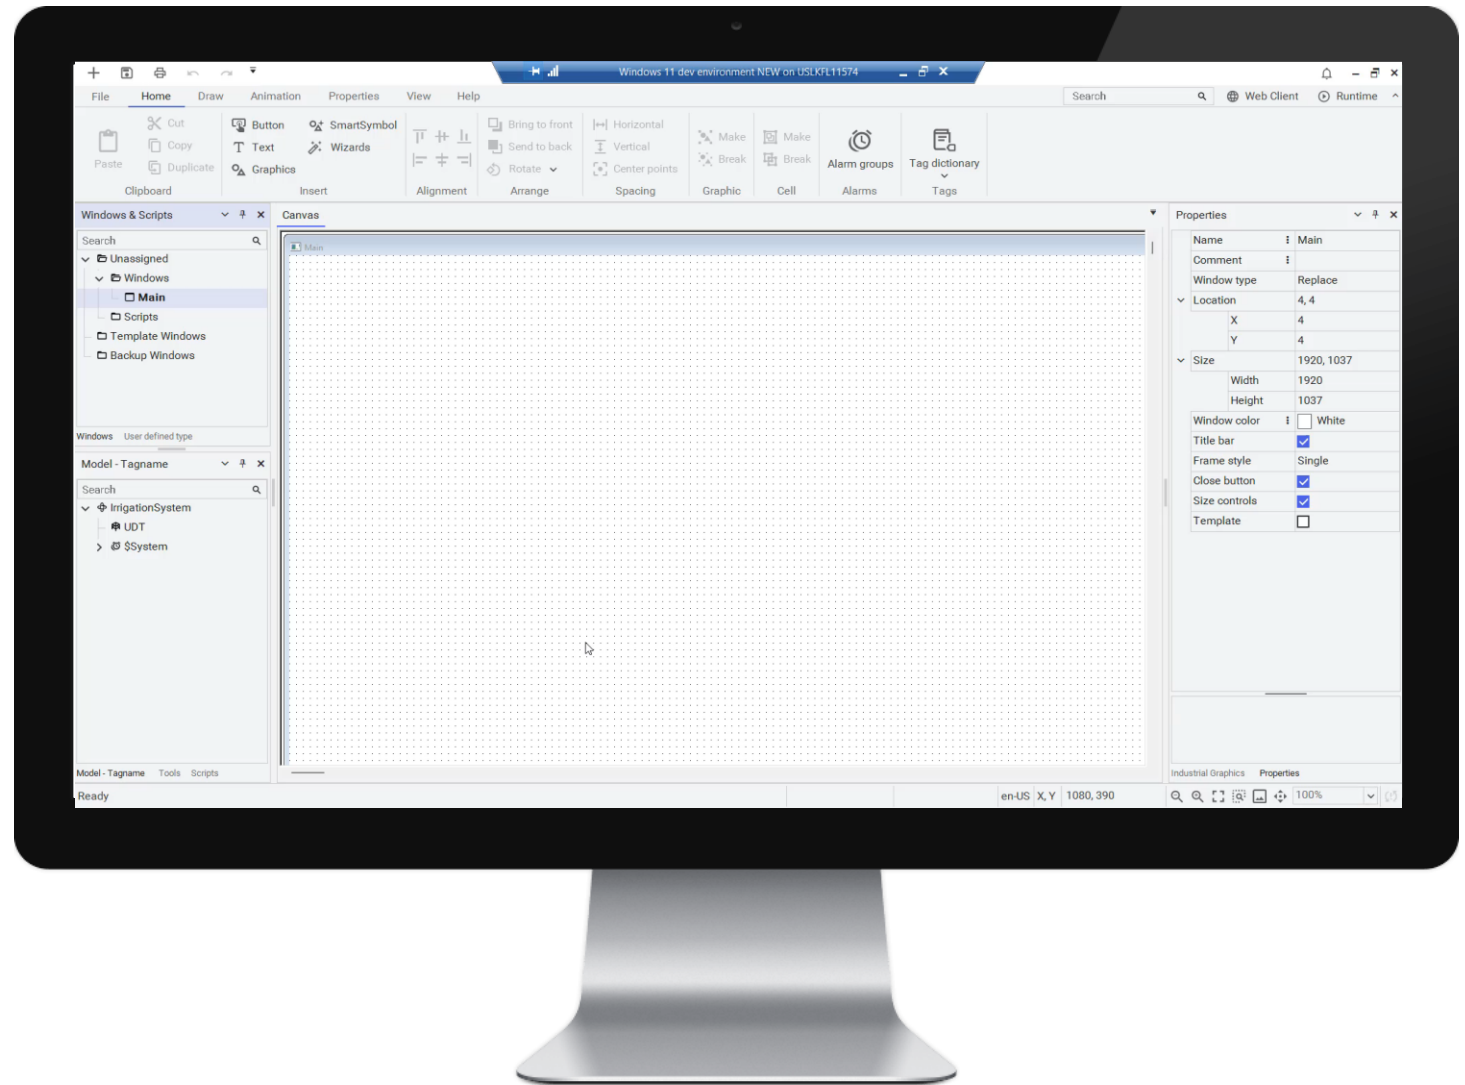 Windows 11 dev environment NEW on USLKFL11574
File Home Draw Animation Properties View Help Search Web Client Runtime
Paste Cut Copy Duplicate
Clipboard
Button SmartSymbol
Text Wizards
Graphics
Insert
Alignment
Bring to front
Send to back
Rotate
Arrange
Horizontal
Vertical
Center points
Spacing
Make
Break
Graphic
Make
Break
Cell
Alarm groups
Alarms
Tag dictionary
Tags
Windows & Scripts
Search
Unassigned
Windows
Main
Scripts
Template Windows
Backup Windows
Windows User defined type
Model - Tagname
Search
IrrigationSystem
UDT
$System
Model - Tagname Tools Scripts
Canvas
Main
Properties
Name Main
Comment
Window type Replace
Location 4, 4
X 4
Y 4
Size 1920, 1037
Width 1920
Height 1037
Window color White
Title bar
Frame style Single
Close button
Size controls
Template
Industrial Graphics Properties
Ready en-US X, Y 1080, 390 100%